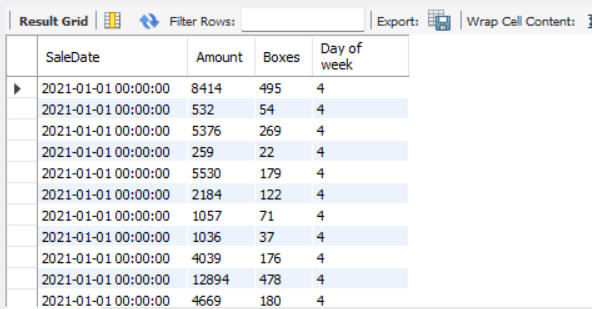 Result Grid Filter Rows: Export: Wrap Cell Content:
SaleDate Amount Boxes Day of week
2021-01-01 00:00:00 8414 495 4
2021-01-01 00:00:00 532 54 4
2021-01-01 00:00:00 5376 269 4
2021-01-01 00:00:00 259 22 4
2021-01-01 00:00:00 5530 179 4
2021-01-01 00:00:00 2184 122 4
2021-01-01 00:00:00 1057 71 4
2021-01-01 00:00:00 1036 37 4
2021-01-01 00:00:00 4039 176 4
2021-01-01 00:00:00 12894 478 4
2021-01-01 00:00:00 4669 180 4